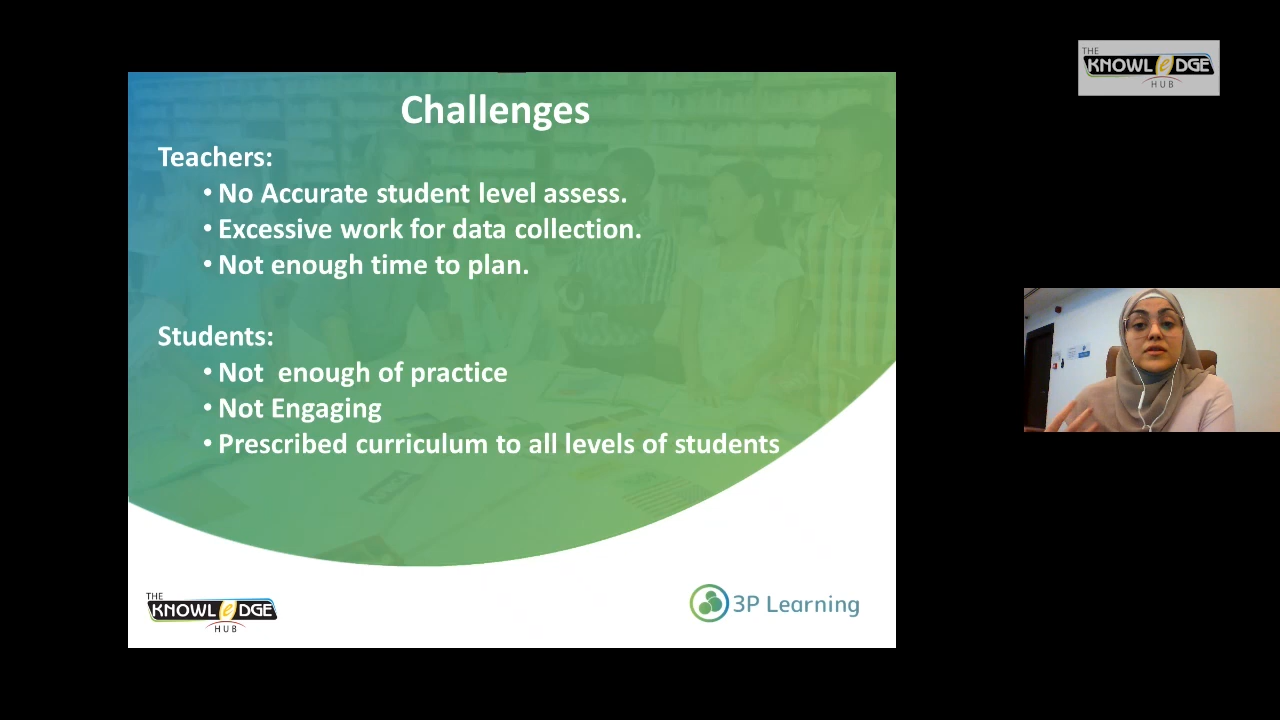 THE
KNOWLEDGE
HUB
Challenges
Teachers:
• No Accurate student level assess.
• Excessive work for data collection.
• Not enough time to plan.
Students:
• Not  enough of practice
• Not Engaging
• Prescribed curriculum to all levels of students
THE
KNOWLEDGE
HUB
3P Learning